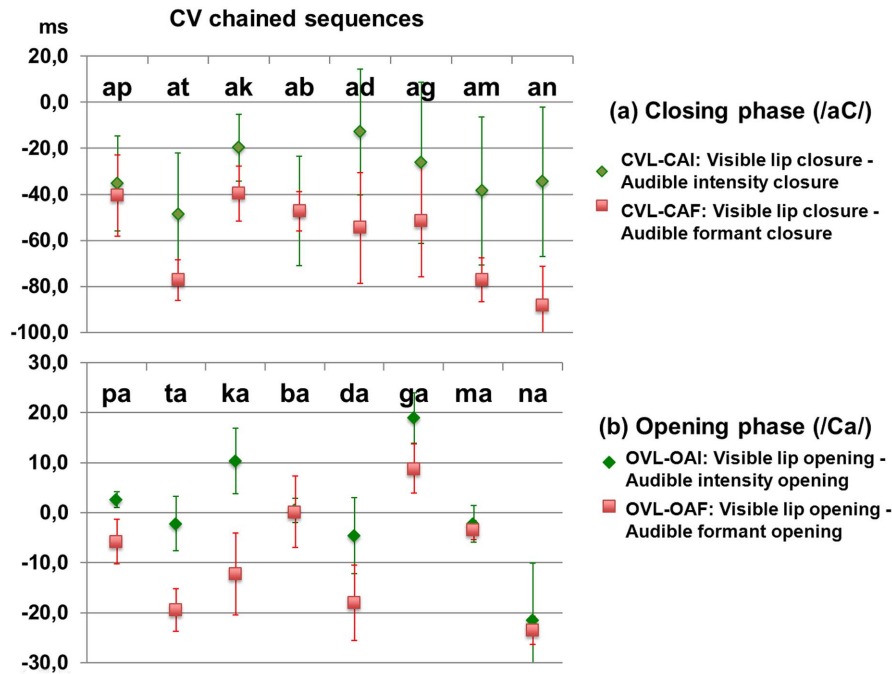 ms
CV chained sequences
20,0
0,0
-20,0
-40,0
-60,0
-80,0
-100,0
ap at ak ab ad ag am an
(a) Closing phase (/aC/)
CVL-CAI: Visible lip closure -
Audible intensity closure
CVL-CAF: Visible lip closure -
Audible formant closure
30,0
20,0
10,0
0,0
-10,0
-20,0
-30,0
pa ta ka ba da ga ma na
(b) Opening phase (/Ca/)
OVL-OAI: Visible lip opening -
Audible intensity opening
OVL-OAF: Visible lip opening -
Audible formant opening